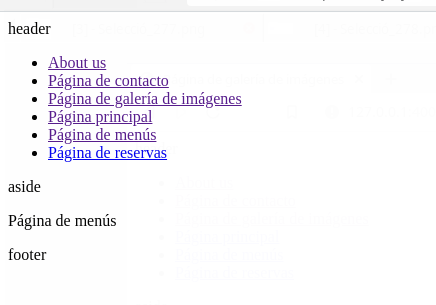 header
About us
Página de contacto
Página de galería de imágenes
Página principal
Página de menús
Página de reservas
aside
Página de menús
footer